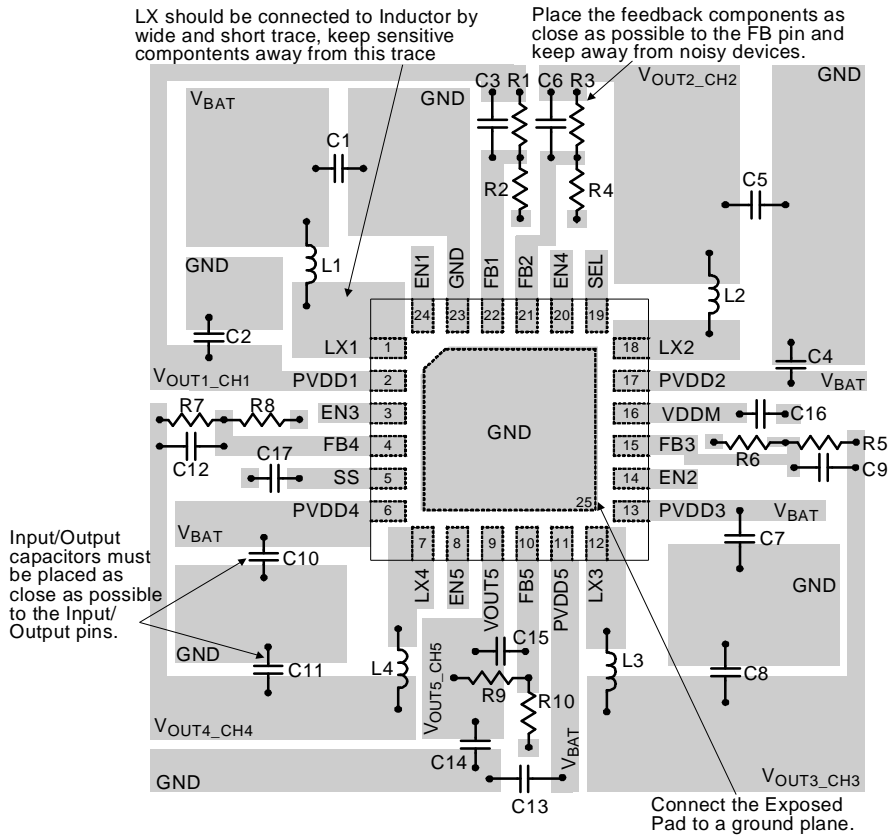 LX should be connected to Inductor by
wide and short trace, keep sensitive
compontents away from this trace
Place the feedback components as
close as possible to the FB pin and
keep away from noisy devices.
VBAT
GND
C3
R1
C6
R3
VOUT2_CH2
GND
C1
R2
R4
C5
GND
L1
EN1
GND
FB1
FB2
EN4
SEL
L2
24
23
22
21
20
19
C2
LX1
1
18
LX2
C4
VOUT1_CH1
PVDD1
2
17
PVDD2
VBAT
R7
R8
EN3
3
16
VDDM
C16
C12
FB4
4
GND
15
FB3
R6
R5
C17
SS
5
14
EN2
C9
PVDD4
6
25
13
PVDD3
VBAT
VBAT
Input/Output
capacitors must
be placed as
close as possible
to the Input/
Output pins.
C10
7
8
9
10
11
12
C7
LX4
EN5
VOUT5
FB5
PVDD5
LX3
GND
GND
C11
L4
VOUT5_CH5
C15
R9
R10
L3
C8
VOUT4_CH4
C14
VBAT
GND
C13
VOUT3_CH3
Connect the Exposed
Pad to a ground plane.